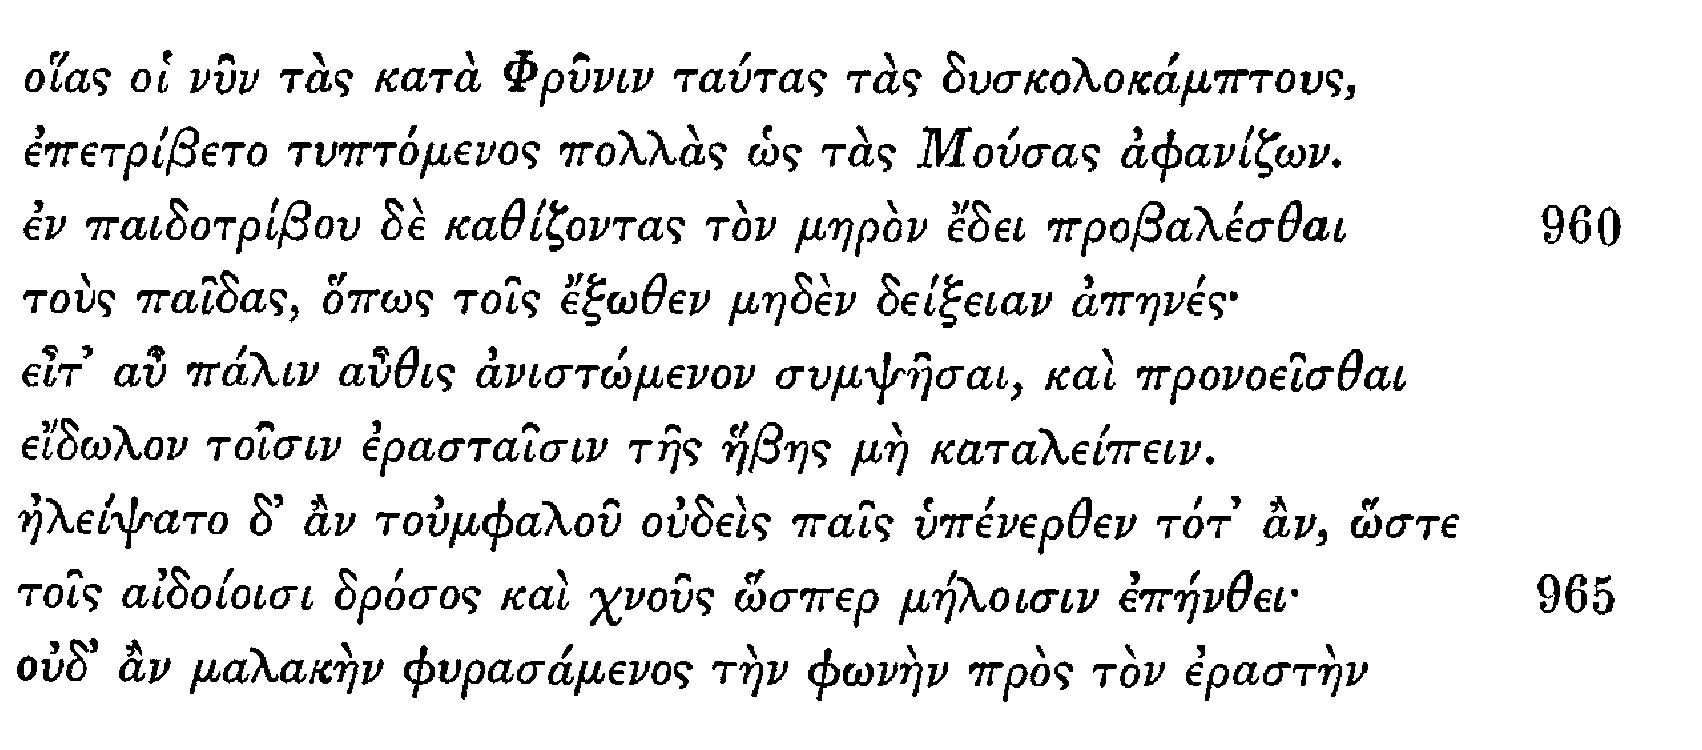 οἵας οἱ νῦν τὰς κατὰ Φρῦνιν ταύτας τὰς δυσκολοκάμπτους,
ἐπετρίβετο τυπτόμενος πολλὰς ὡς τὰς Μούσας ἀφανίζων.
ἐν παιδοτρίβου δὲ καθίζοντας τὸν μηρὸν ἔδει προβαλέσθαι 960
τοὺς παῖδας, ὅπως τοῖς ἔξωθεν μηδὲν δείξειαν ἀπηνές·
εἶτ’ αὖ πάλιν αὖθις ἀνιστώμενον συμψῆσαι, καὶ προνοεῖσθαι
εἴδωλον τοῖσιν ἐρασταῖσιν τῆς ἥβης μὴ καταλείπειν.
ἠλείψατο δ’ ἂν τοὐμφαλοῦ οὐδεὶς παῖς ὑπένερθεν τότ’ ἂν, ὥστε
τοῖς αἰδοίοισι δρόσος καὶ χνοῦς ὥσπερ μήλοισιν ἐπήνθει· 965
οὐδ’ ἂν μαλακὴν φυρασάμενος τὴν φωνὴν πρὸς τὸν ἐραστὴν